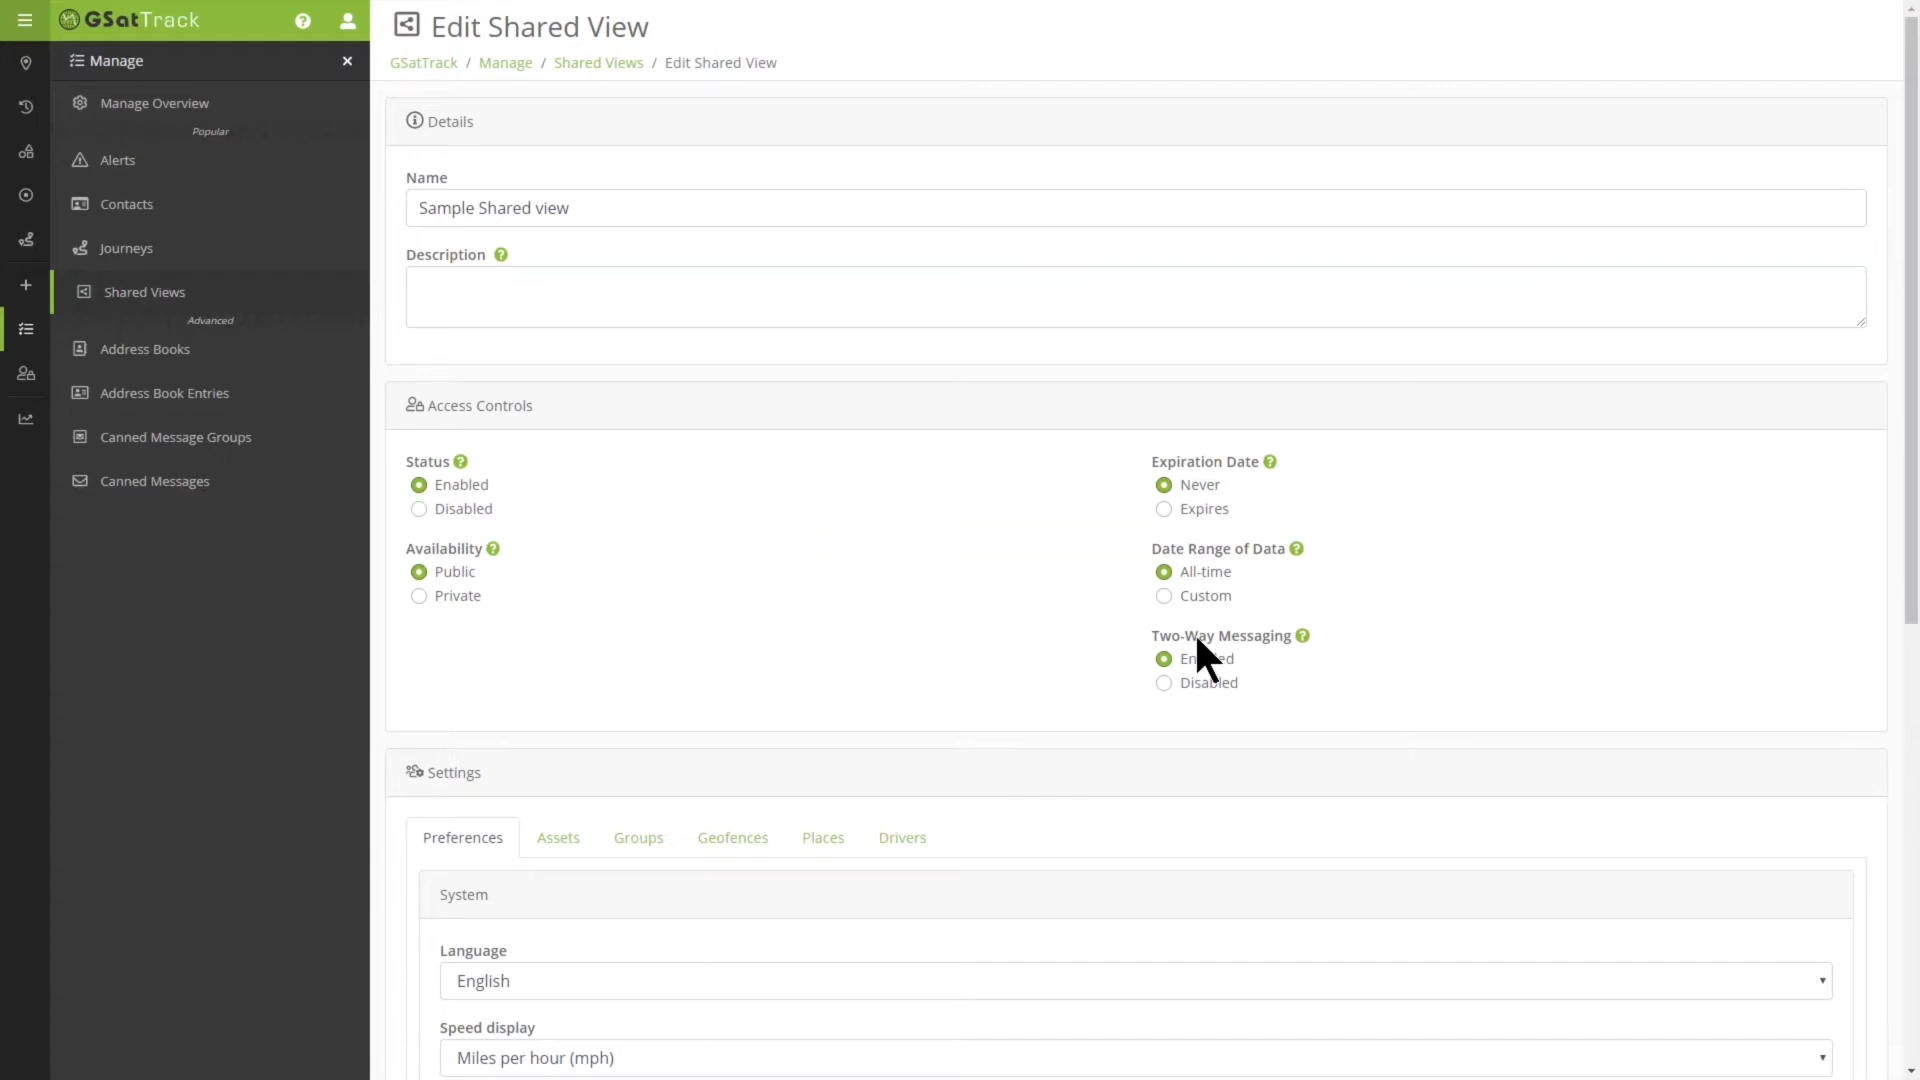 GSatTrack
Manage
Manage Overview
Popular
Alerts
Contacts
Journeys
Shared Views
Advanced
Address Books
Address Book Entries
Canned Message Groups
Canned Messages
Edit Shared View
GSatTrack / Manage / Shared Views / Edit Shared View
Details
Name
Sample Shared view
Description
Access Controls
Status
Enabled
Disabled
Availability
Public
Private
Expiration Date
Never
Expires
Date Range of Data
All-time
Custom
Two-Way Messaging
Enabled
Disabled
Settings
Preferences Assets Groups Geofences Places Drivers
System
Language
English
Speed display
Miles per hour (mph)